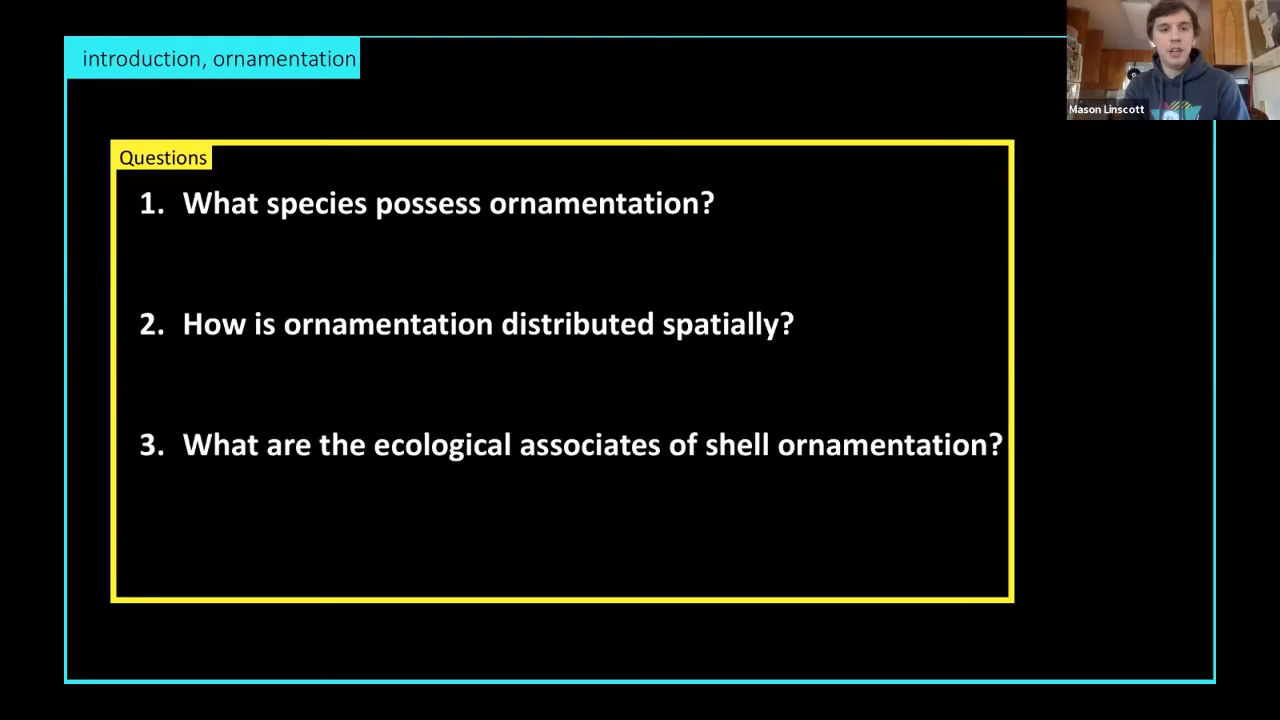 introduction, ornamentation
Mason Linscott
Questions
1. What species possess ornamentation?
2. How is ornamentation distributed spatially?
3. What are the ecological associates of shell ornamentation?